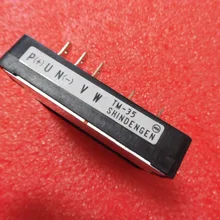 P(+) U N(−) V W
TM-35
SHINDENGEN